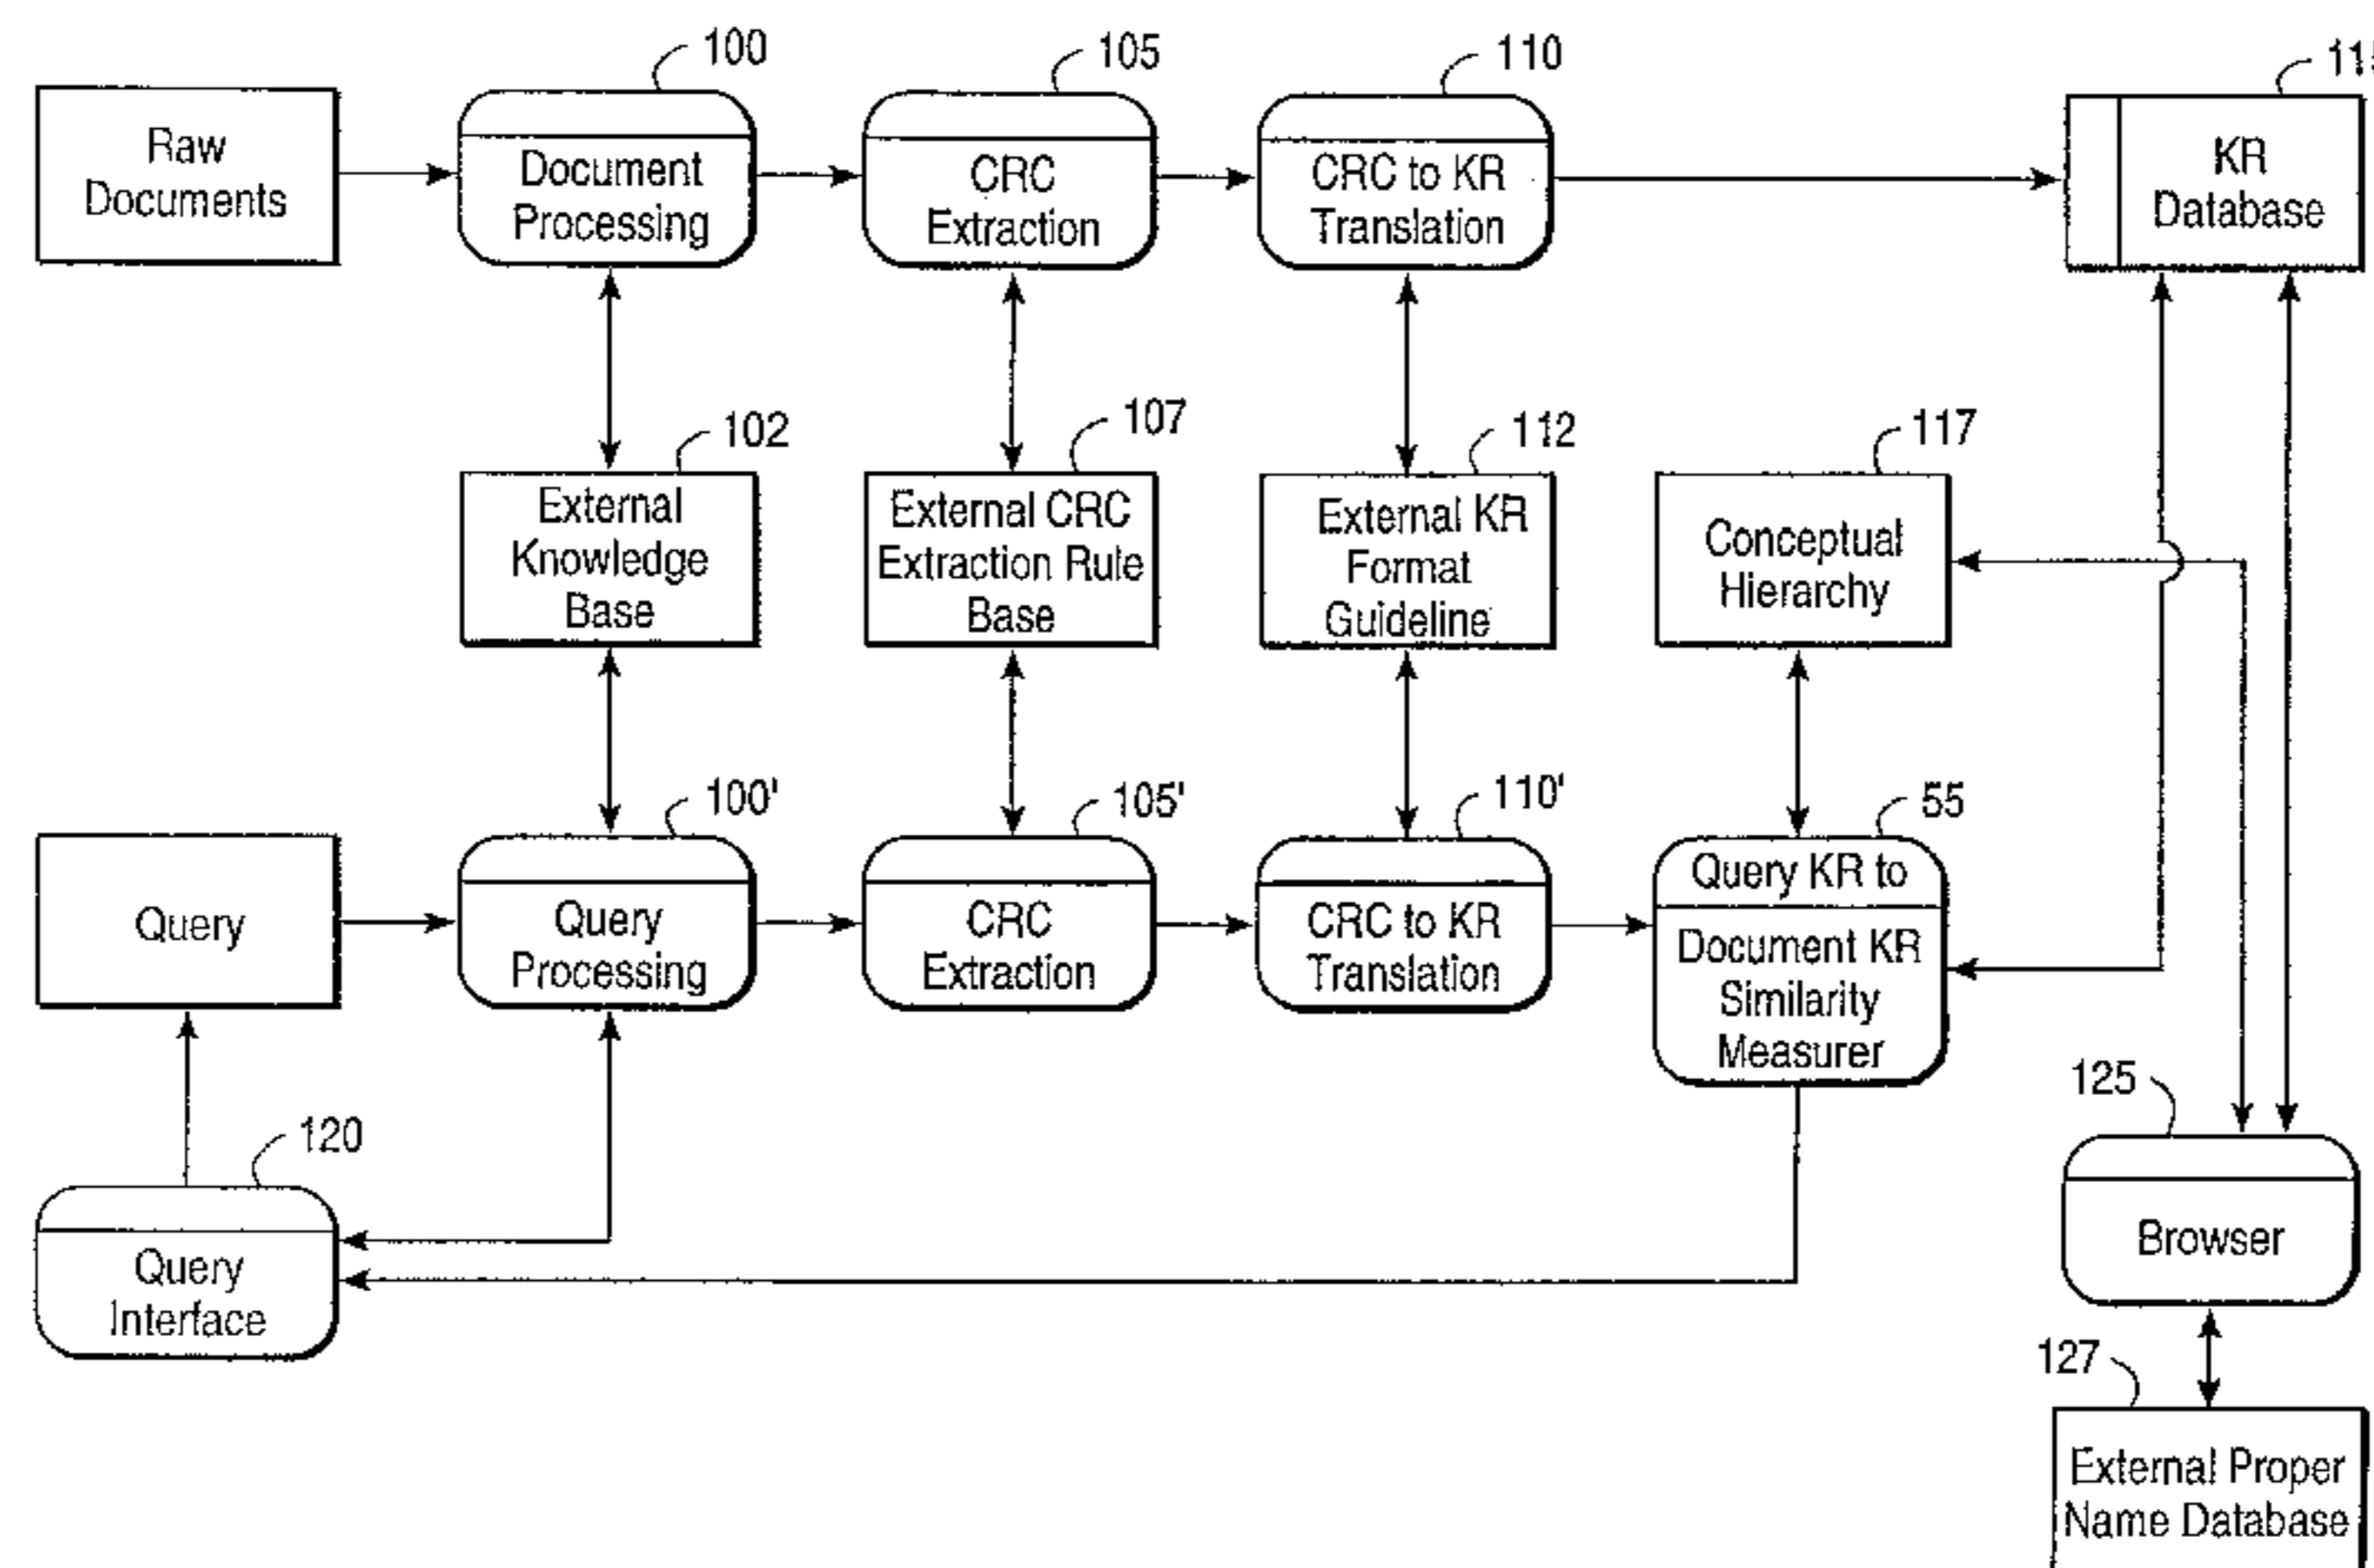 100
105
110
115
Raw
Documents
Document
Processing
CRC
Extraction
CRC to KR
Translation
KR
Database
102
107
112
117
External
Knowledge
Base
External CRC
Extraction Rule
Base
External KR
Format
Guideline
Conceptual
Hierarchy
100'
105'
110'
55
Query
Query
Processing
CRC
Extraction
CRC to KR
Translation
Query KR to
Document KR
Similarity
Measurer
120
125
Query
Interface
Browser
127
External Proper
Name Database